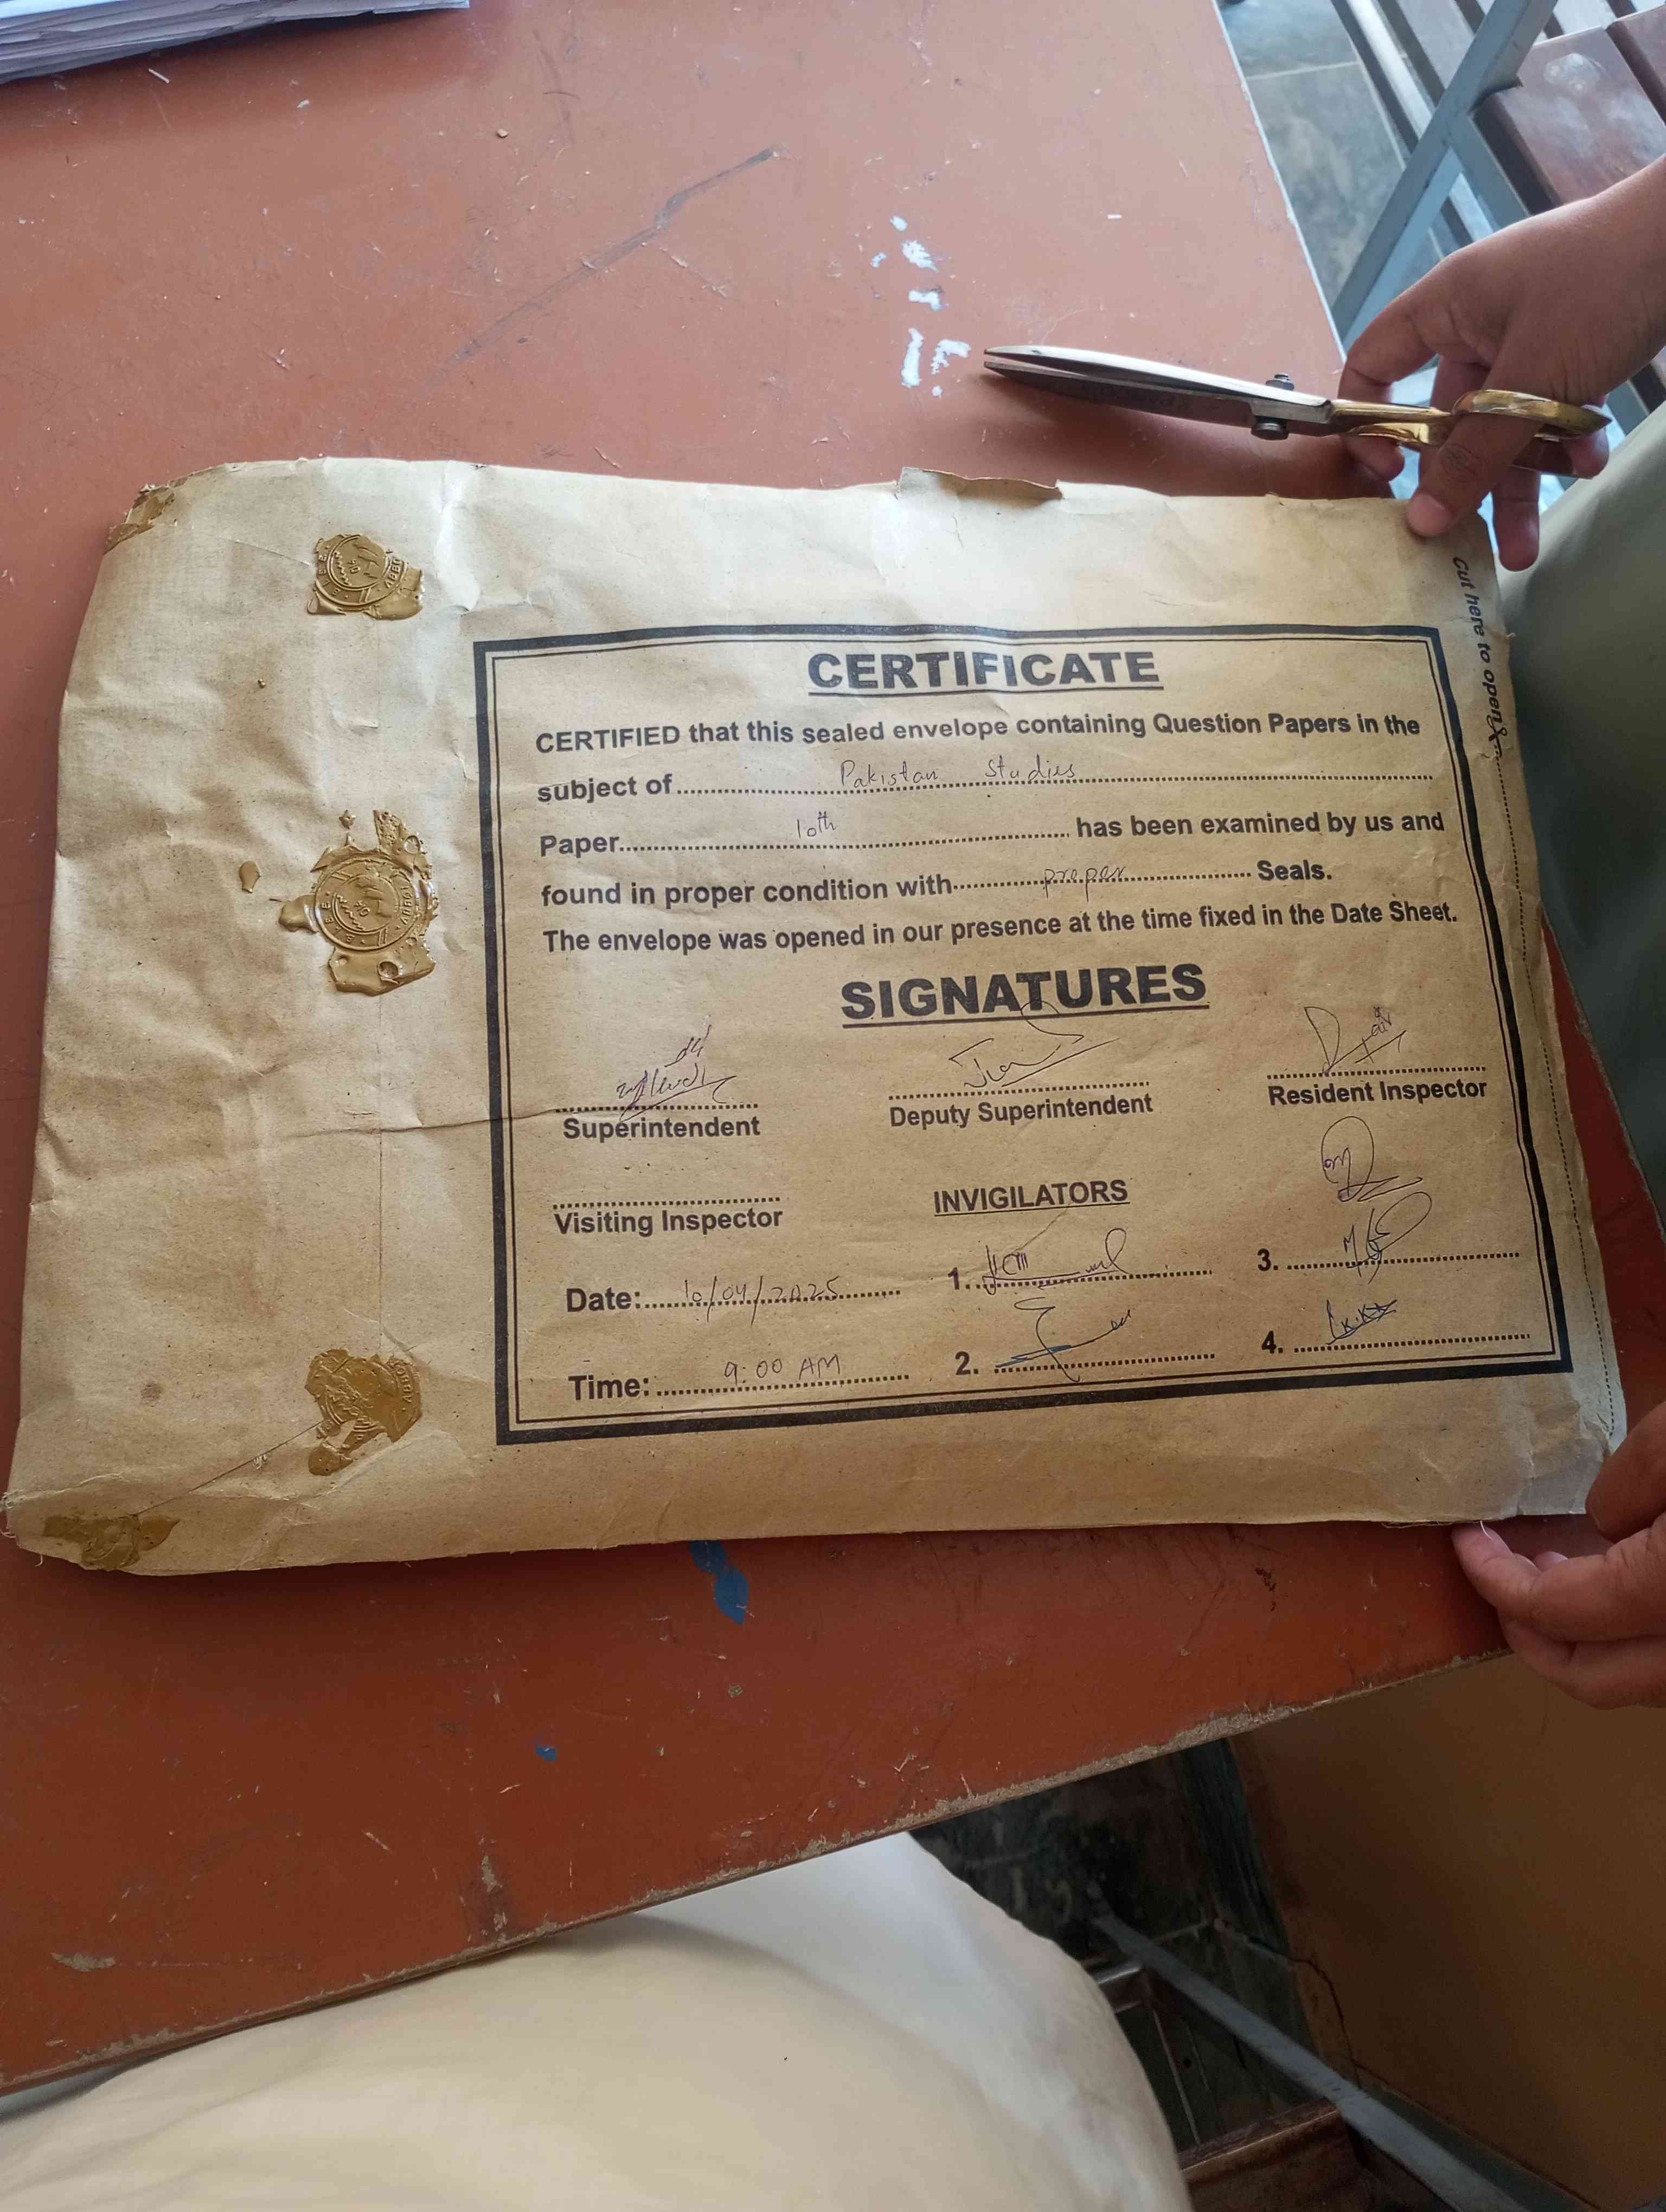 Cut here to open
CERTIFICATE
CERTIFIED that this sealed envelope containing Question Papers in the
subject of Pakistan Studies
Paper 10th has been examined by us and
found in proper condition with proper Seals.
The envelope was opened in our presence at the time fixed in the Date Sheet.
SIGNATURES
Superintendent
Deputy Superintendent
Resident Inspector
Visiting Inspector
INVIGILATORS
Date: 10/04/2025
1.
3.
Time: 9:00 AM
2.
4.